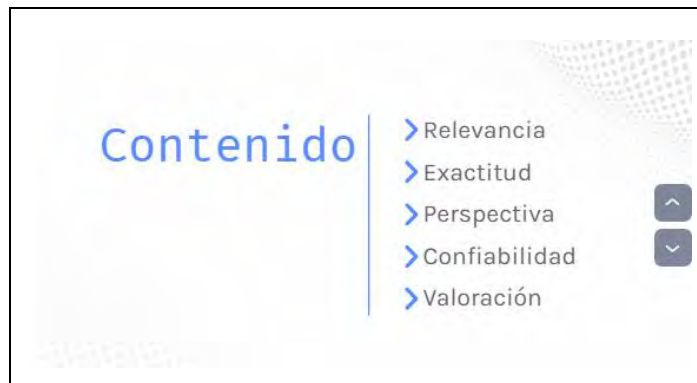 Contenido
Relevancia
Exactitud
Perspectiva
Confiabilidad
Valoración